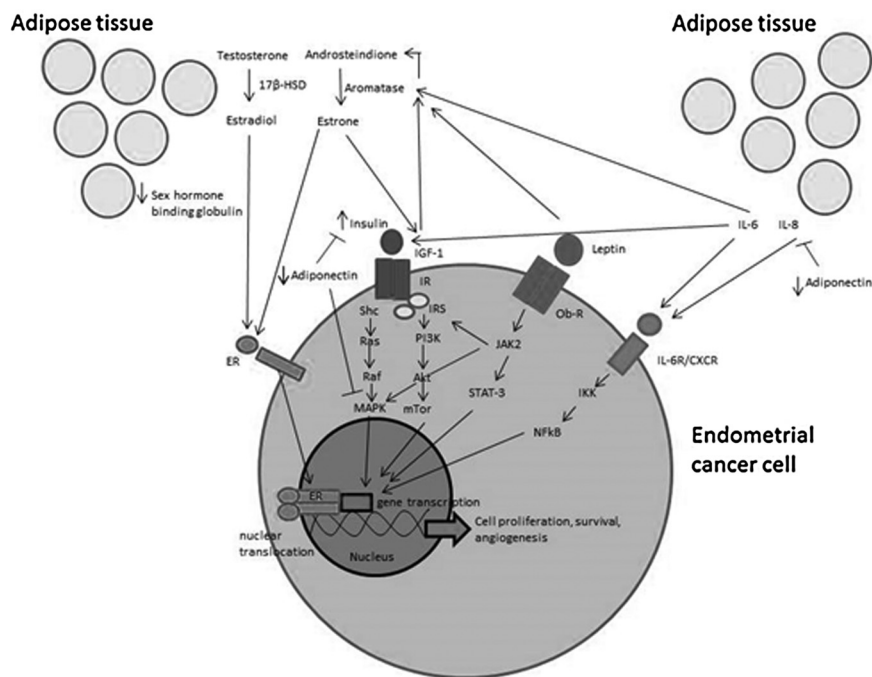 Adipose tissue
Adipose tissue
Testosterone
Androsteindione
17β-HSD
Aromatase
Estradiol
Estrone
Sex hormone
binding globulin
Insulin
IL-6
IL-8
IGF-1
Leptin
Adiponectin
Adiponectin
IR
Shc
IRS
Ob-R
Ras
PI3K
JAK2
ER
IL-6R/CXCR
Raf
Akt
STAT-3
IKK
MAPK
mTor
NFkB
Endometrial
cancer cell
ER
gene transcription
nuclear
translocation
Nucleus
Cell proliferation, survival,
angiogenesis